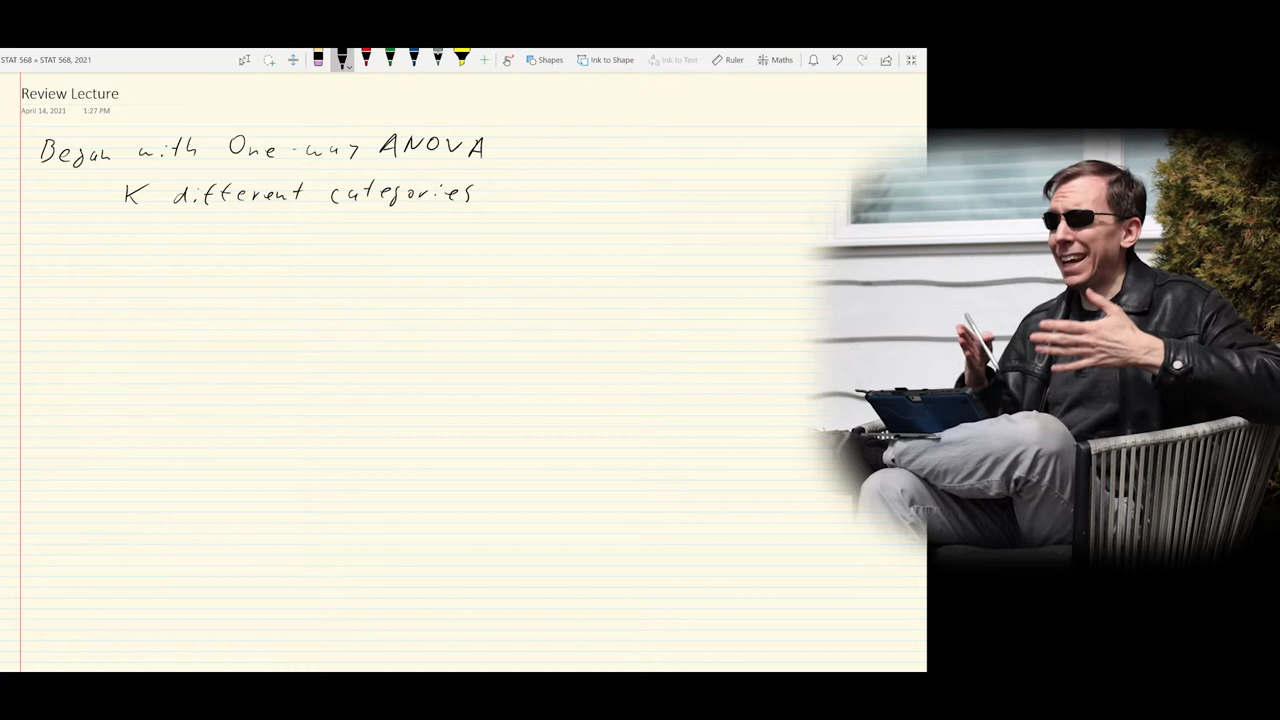 STAT 568 » STAT 568, 2021
Shapes
Ink to Shape
Ink to Text
Ruler
Maths
Review Lecture
April 14, 2021 1:27 PM
Began with One-way ANOVA
K different categories